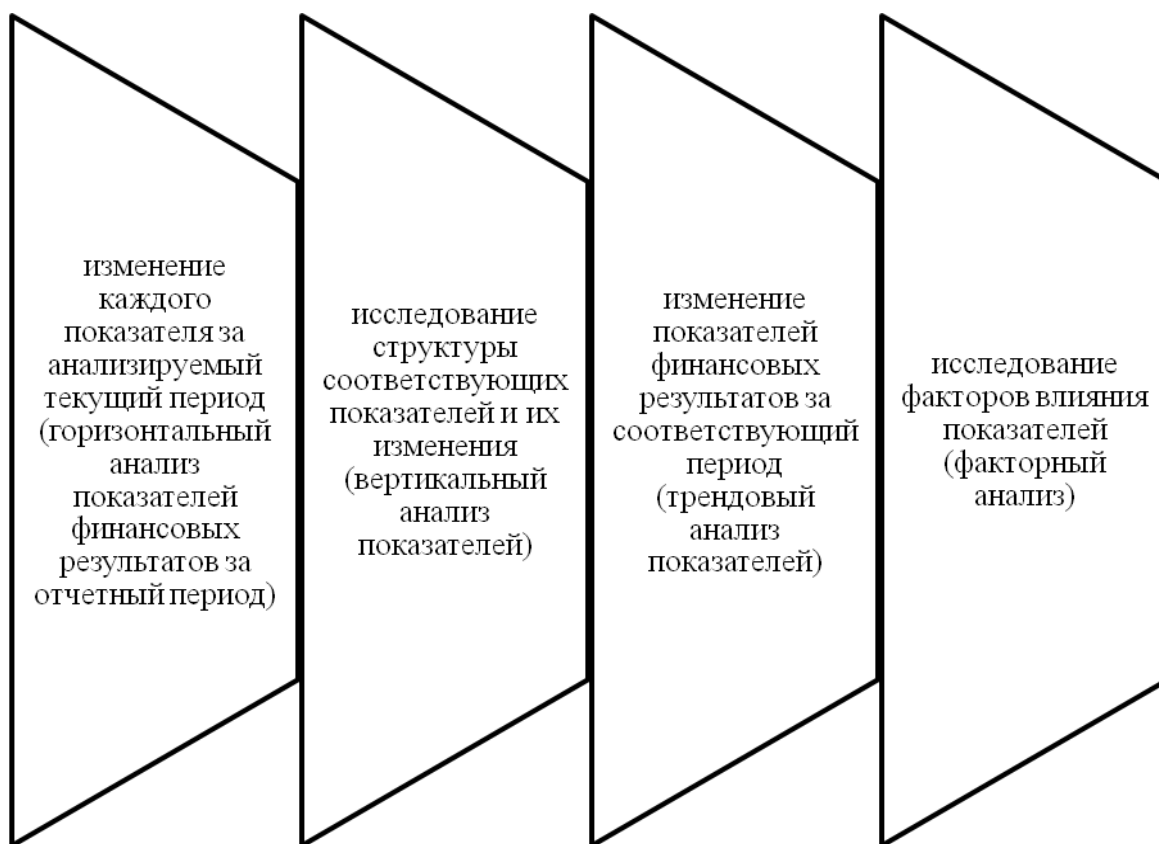 изменение
каждого
показателя за
анализируемый
текущий период
(горизонтальный
анализ
показателей
финансовых
результатов за
отчетный период)
исследование
структуры
соответствующих
показателей и их
изменения
(вертикальный
анализ
показателей)
изменение
показателей
финансовых
результатов за
соответствующий
период
(трендовый
анализ
показателей)
исследование
факторов влияния
показателей
(факторный
анализ)